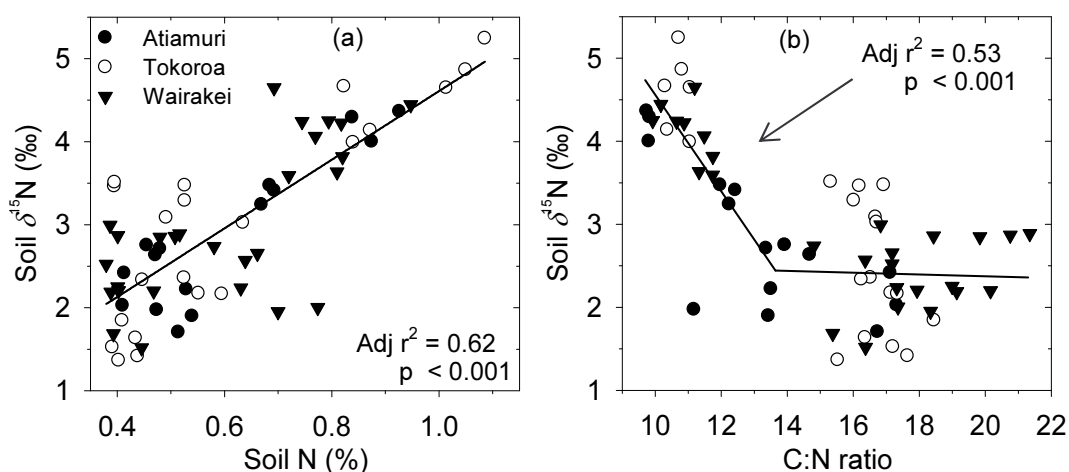 (a)
Atiamuri
Tokoroa
Wairakei
Adj r² = 0.62
p < 0.001
Soil δ¹⁵N (‰)
5
4
3
2
1
0.4 0.6 0.8 1.0
Soil N (%)
(b)
Adj r² = 0.53
p < 0.001
Soil δ¹⁵N (‰)
5
4
3
2
1
10 12 14 16 18 20 22
C:N ratio